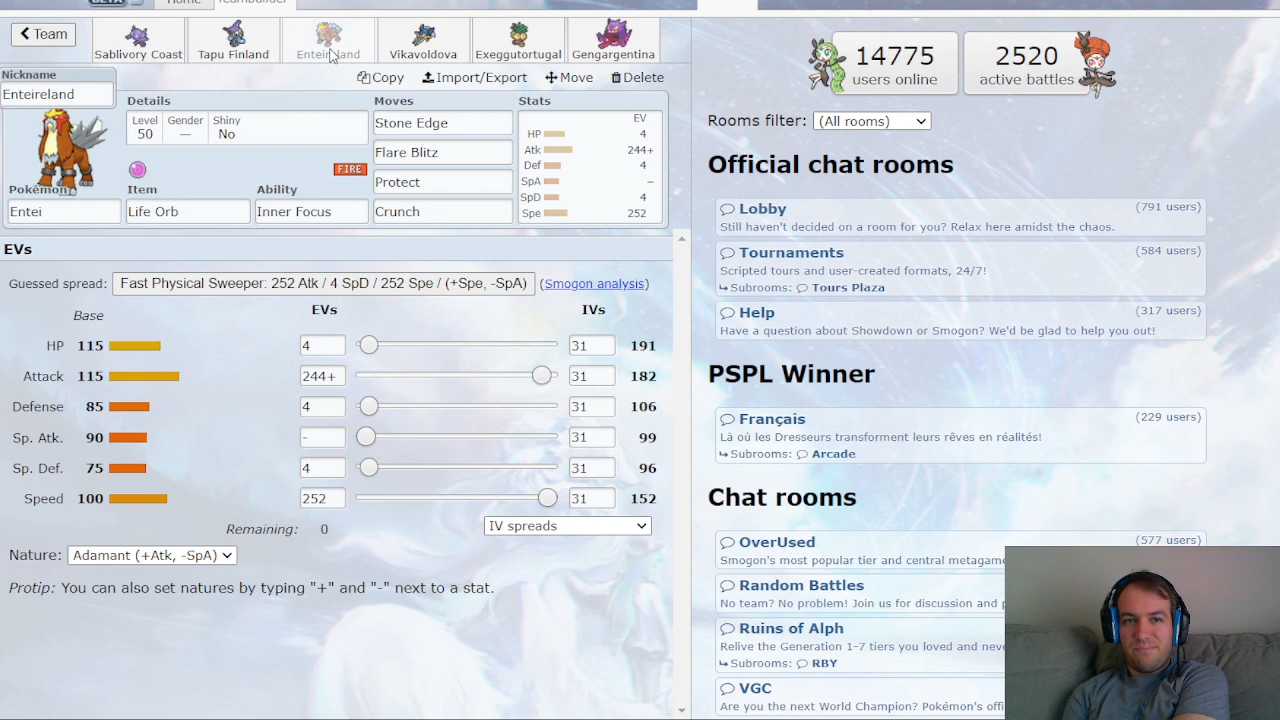 BETA
Home
Teambuilder
Team
Sablivory Coast
Tapu Finland
Enteireland
Vikavoldova
Exeggutortugal
Gengargentina
Nickname
Enteireland
Copy
Import/Export
Move
Delete
Details
Level
50
Gender
—
Shiny
No
FIRE
Pokémon
Entei
Item
Life Orb
Ability
Inner Focus
Moves
Stone Edge
Flare Blitz
Protect
Crunch
Stats
EV
HP 4
Atk 244+
Def 4
SpA –
SpD 4
Spe 252
EVs
Guessed spread: Fast Physical Sweeper: 252 Atk / 4 SpD / 252 Spe / (+Spe, -SpA) (Smogon analysis)
Base EVs IVs
HP 115 4 31 191
Attack 115 244+ 31 182
Defense 85 4 31 106
Sp. Atk. 90 - 31 99
Sp. Def. 75 4 31 96
Speed 100 252 31 152
Remaining: 0
IV spreads
Nature: Adamant (+Atk, -SpA)
Protip: You can also set natures by typing "+" and "-" next to a stat.
14775
users online
2520
active battles
Rooms filter: (All rooms)
Official chat rooms
Lobby (791 users)
Still haven't decided on a room for you? Relax here amidst the chaos.
Tournaments (584 users)
Scripted tours and user-created formats, 24/7!
↳ Subrooms: Tours Plaza
Help (317 users)
Have a question about Showdown or Smogon? We'd be glad to help you out!
PSPL Winner
Français (229 users)
Là où les Dresseurs transforment leurs rêves en réalités!
↳ Subrooms: Arcade
Chat rooms
OverUsed (577 users)
Smogon's most popular tier and central metagame
Random Battles
No team? No problem! Join us for discussion and
Ruins of Alph
Relive the Generation 1-7 tiers you loved and
↳ Subrooms: RBY
VGC
Are you the next World Champion? Pokémon's